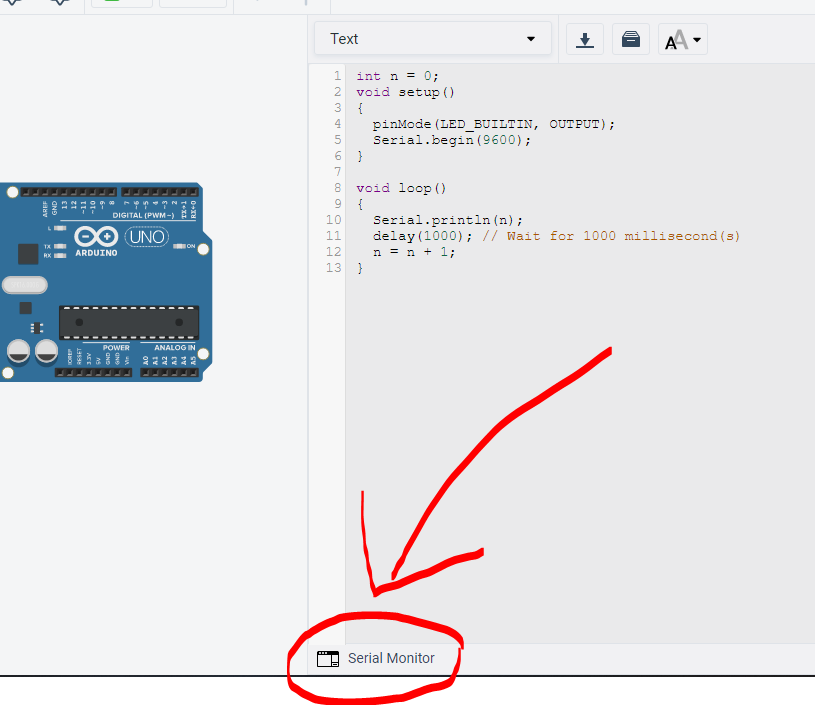 Text
1 int n = 0;
2 void setup()
3 {
4   pinMode(LED_BUILTIN, OUTPUT);
5   Serial.begin(9600);
6 }
7
8 void loop()
9 {
10   Serial.println(n);
11   delay(1000); // Wait for 1000 millisecond(s)
12   n = n + 1;
13 }
AREF
GND
13
12
~11
~10
~9
8
7
~6
~5
4
~3
2
TX→1
RX←0
DIGITAL (PWM~)
L
TX
RX
UNO
ON
ARDUINO
POWER
ANALOG IN
IOREF
RESET
3.3V
5V
GND
GND
Vin
A0
A1
A2
A3
A4
A5
AA
Serial Monitor